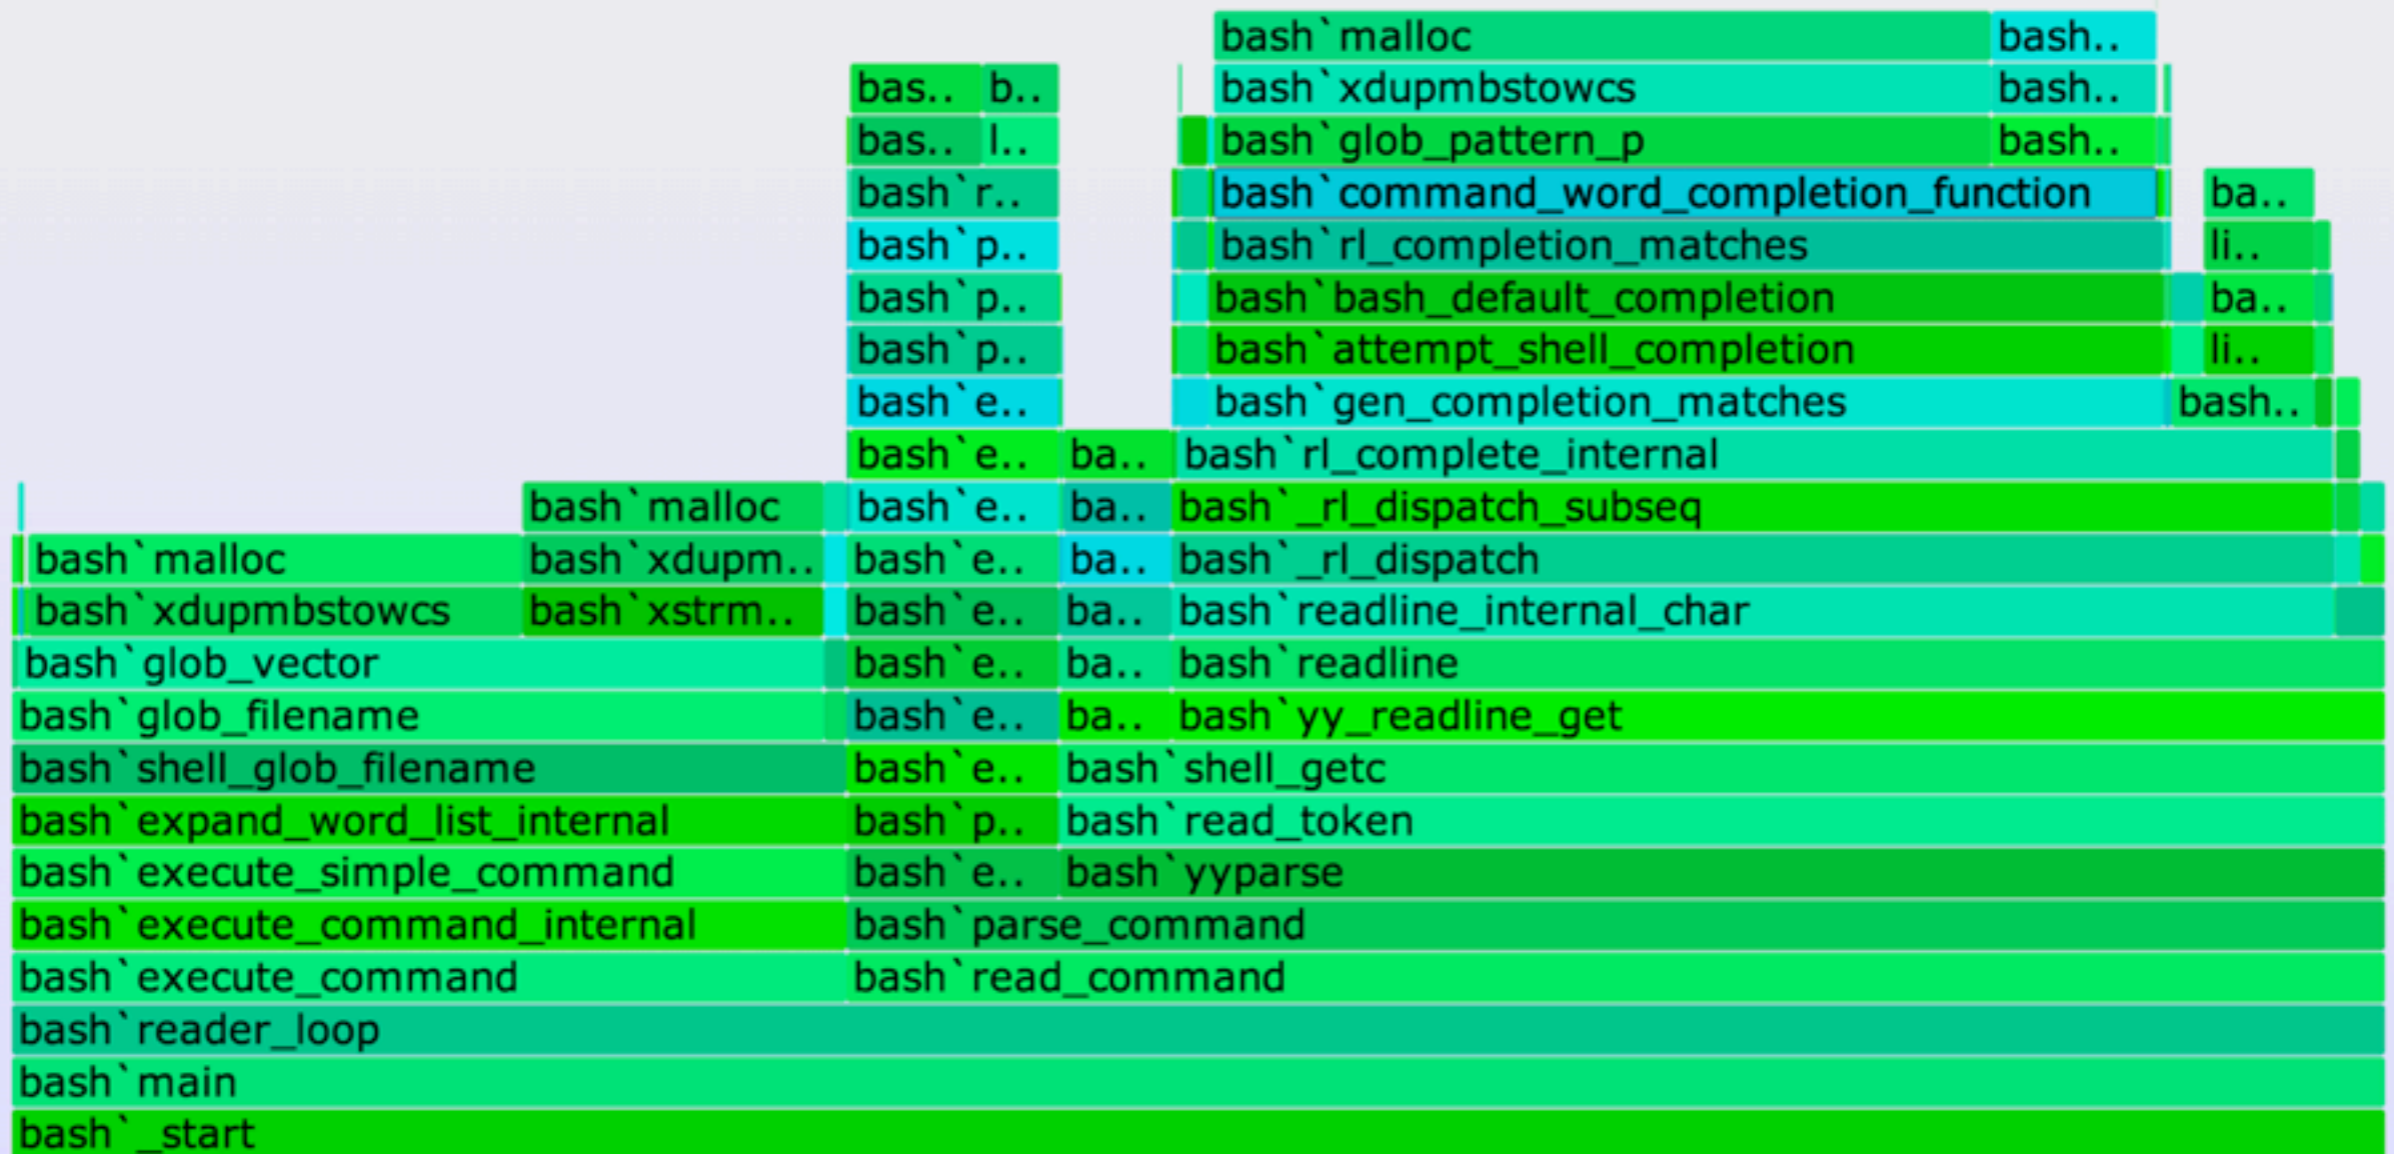 bash`malloc bash..
bas.. b.. bash`xdupmbstowcs bash..
bas.. l.. bash`glob_pattern_p bash..
bash`r.. bash`command_word_completion_function ba..
bash`p.. bash`rl_completion_matches li..
bash`p.. bash`bash_default_completion ba..
bash`p.. bash`attempt_shell_completion li..
bash`e.. bash`gen_completion_matches bash..
bash`e.. ba.. bash`rl_complete_internal
bash`malloc bash`e.. ba.. bash`_rl_dispatch_subseq
bash`malloc bash`xdupm.. bash`e.. ba.. bash`_rl_dispatch
bash`xdupmbstowcs bash`xstrm.. bash`e.. ba.. bash`readline_internal_char
bash`glob_vector bash`e.. ba.. bash`readline
bash`glob_filename bash`e.. ba.. bash`yy_readline_get
bash`shell_glob_filename bash`e.. bash`shell_getc
bash`expand_word_list_internal bash`p.. bash`read_token
bash`execute_simple_command bash`e.. bash`yyparse
bash`execute_command_internal bash`parse_command
bash`execute_command bash`read_command
bash`reader_loop
bash`main
bash`_start